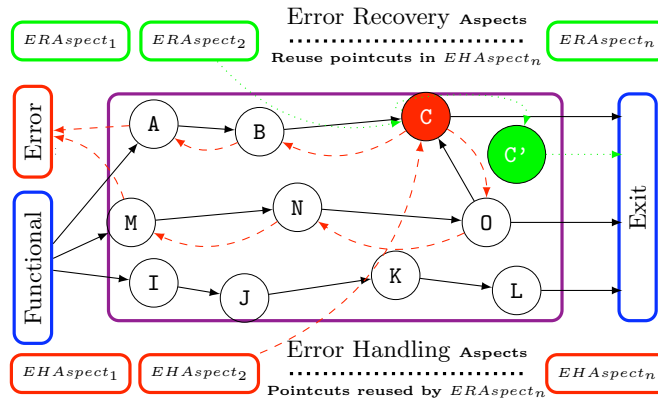 Error Recovery Aspects
ERAspect₁ ERAspect₂ ERAspectₙ
Reuse pointcuts in EHAspectₙ
Error
A
B
C
C'
Functional
M
N
O
Exit
I
J
K
L
Error Handling Aspects
EHAspect₁ EHAspect₂ EHAspectₙ
Pointcuts reused by ERAspectₙ